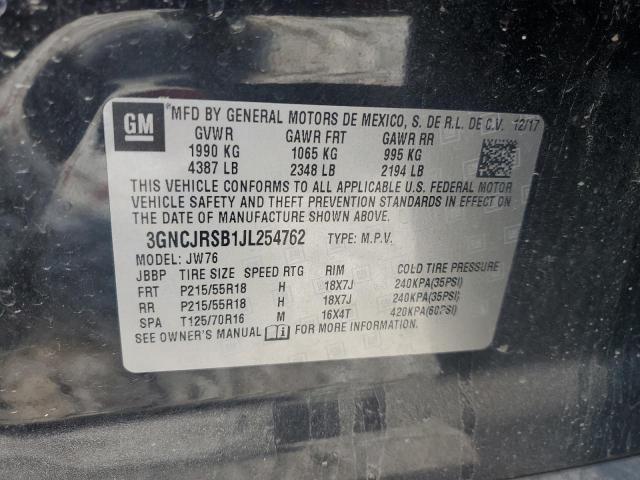 GM
*MFD BY GENERAL MOTORS DE MEXICO, S. DE R.L. DE C.V. 12/17
GVWR GAWR FRT GAWR RR
1990 KG 1065 KG 995 KG
4387 LB 2348 LB 2194 LB
THIS VEHICLE CONFORMS TO ALL APPLICABLE U.S. FEDERAL MOTOR
VEHICLE SAFETY, BUMPER, AND THEFT PREVENTION STANDARDS IN
EFFECT ON THE DATE OF MANUFACTURE SHOWN ABOVE.
3GNCJRSB1JL254762 TYPE: M.P.V.
MODEL: JW76
JBBP TIRE SIZE SPEED RTG RIM COLD TIRE PRESSURE
FRT P215/55R18 H 18X7J 240KPA(35PSI)
RR P215/55R18 H 18X7J 240KPA(35PSI)
SPA T125/70R16 M 16X4T 420KPA(60PSI)
SEE OWNER'S MANUAL FOR MORE INFORMATION.